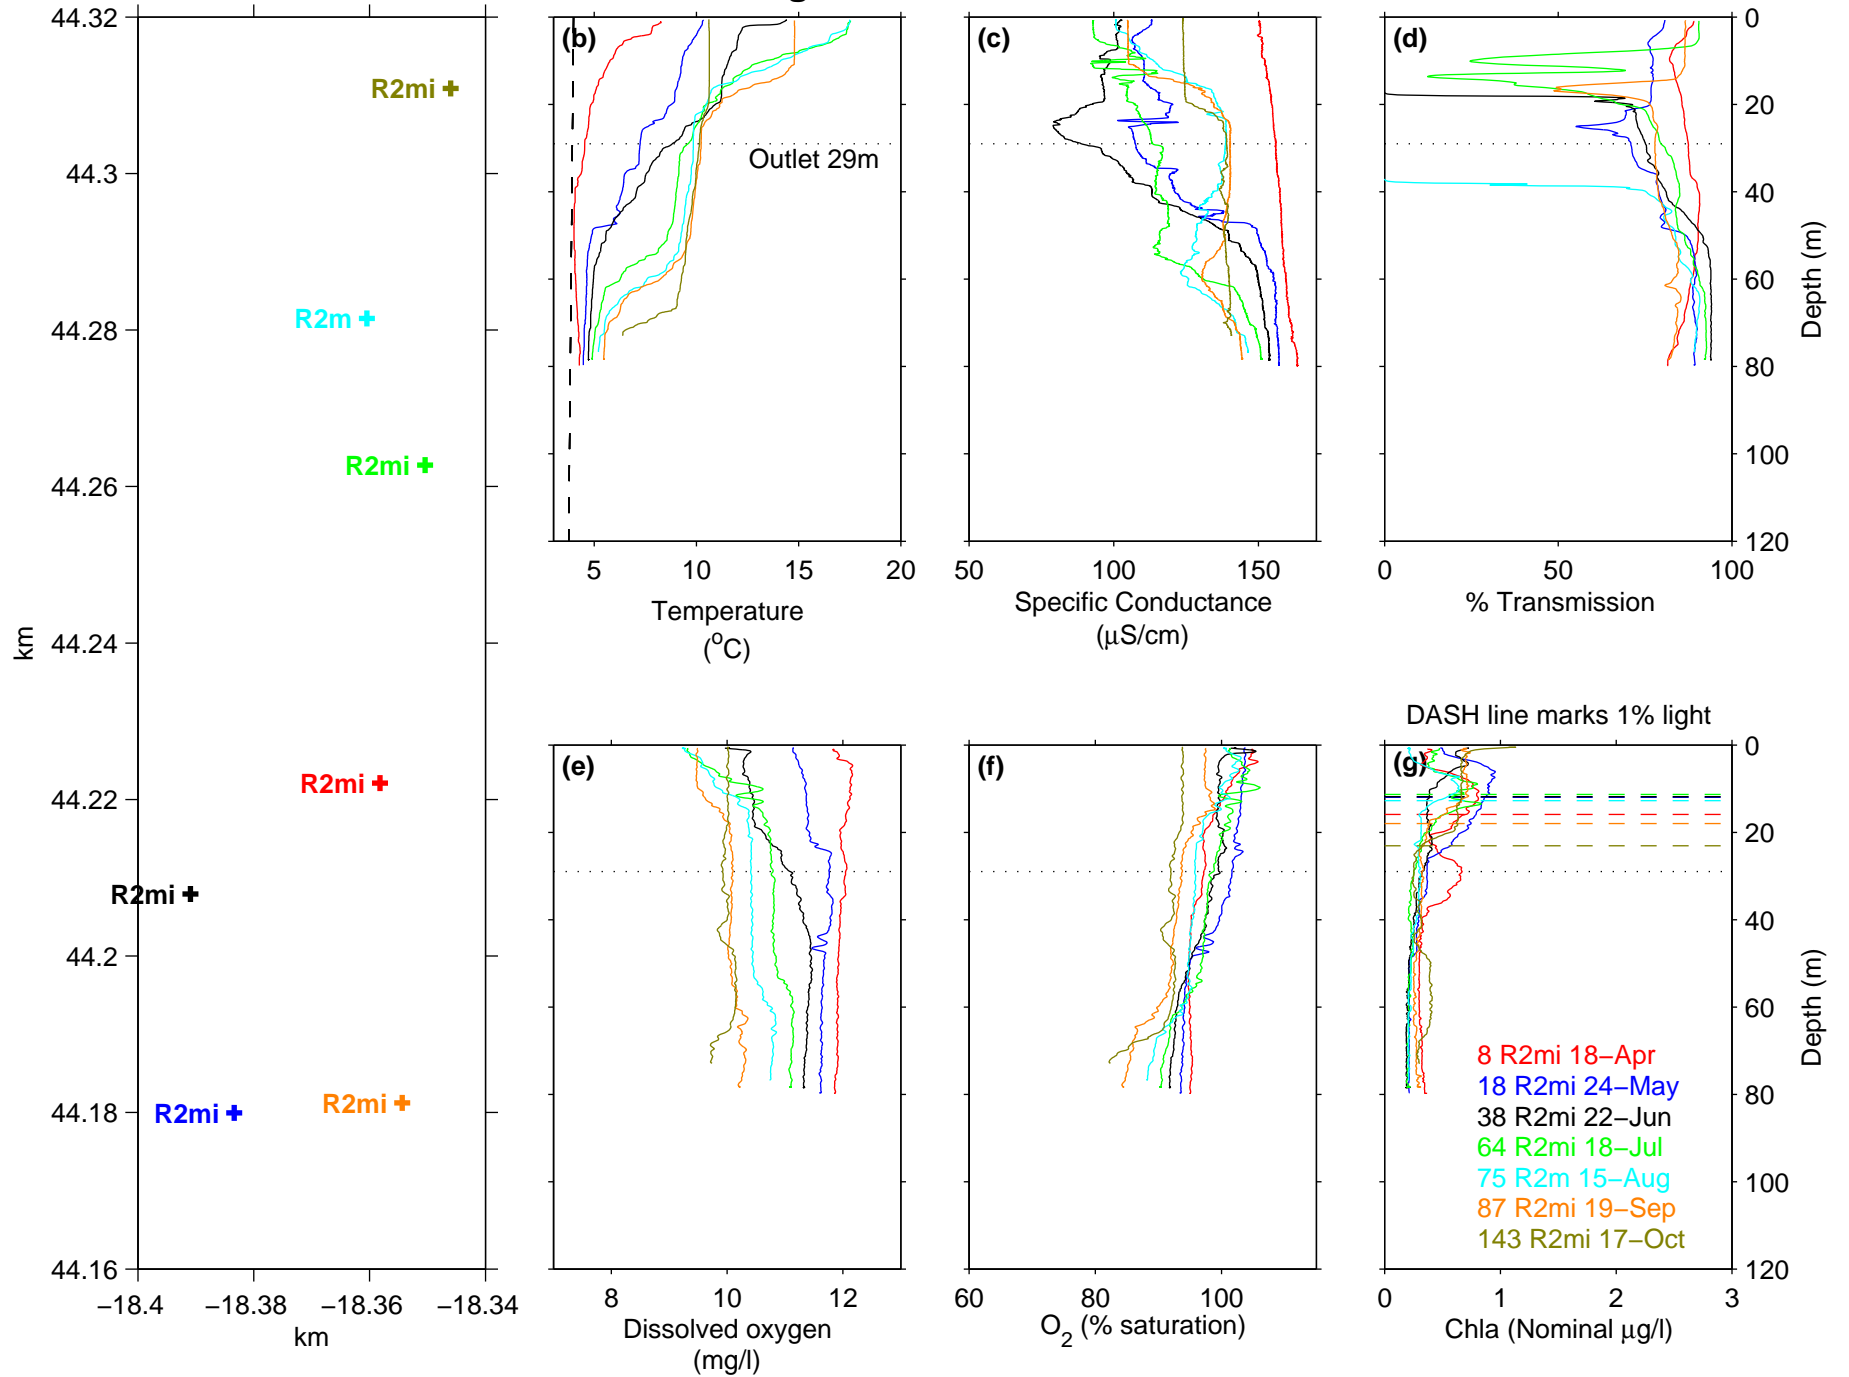 44.32
44.3
44.28
44.26
44.24
44.22
44.2
44.18
44.16
km
−18.4
−18.38
−18.36
−18.34
km
R2mi
R2m
R2mi
R2mi
R2mi
R2mi
R2mi
(b)
Outlet 29m
5
10
15
20
Temperature
(°C)
(c)
50
100
150
Specific Conductance
(μS/cm)
(d)
0
20
40
60
80
100
120
Depth (m)
0
50
100
% Transmission
(e)
8
10
12
Dissolved oxygen
(mg/l)
(f)
60
80
100
O2 (% saturation)
DASH line marks 1% light
(g)
0
20
40
60
80
100
120
Depth (m)
8 R2mi 18−Apr
18 R2mi 24−May
38 R2mi 22−Jun
64 R2mi 18−Jul
75 R2m 15−Aug
87 R2mi 19−Sep
143 R2mi 17−Oct
0
1
2
3
Chla (Nominal μg/l)